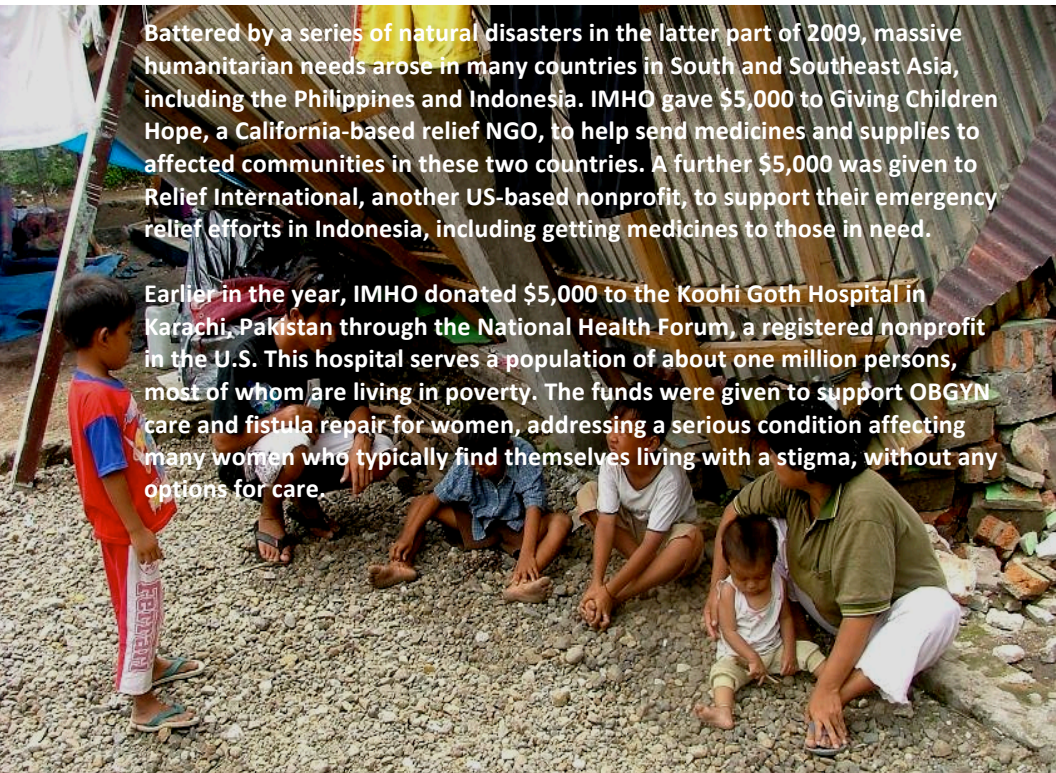 Battered by a series of natural disasters in the latter part of 2009, massive
humanitarian needs arose in many countries in South and Southeast Asia,
including the Philippines and Indonesia. IMHO gave $5,000 to Giving Children
Hope, a California-based relief NGO, to help send medicines and supplies to
affected communities in these two countries. A further $5,000 was given to
Relief International, another US-based nonprofit, to support their emergency
relief efforts in Indonesia, including getting medicines to those in need.
Earlier in the year, IMHO donated $5,000 to the Koohi Goth Hospital in
Karachi, Pakistan through the National Health Forum, a registered nonprofit
in the U.S. This hospital serves a population of about one million persons,
most of whom are living in poverty. The funds were given to support OBGYN
care and fistula repair for women, addressing a serious condition affecting
many women who typically find themselves living with a stigma, without any
options for care.
Ferrari